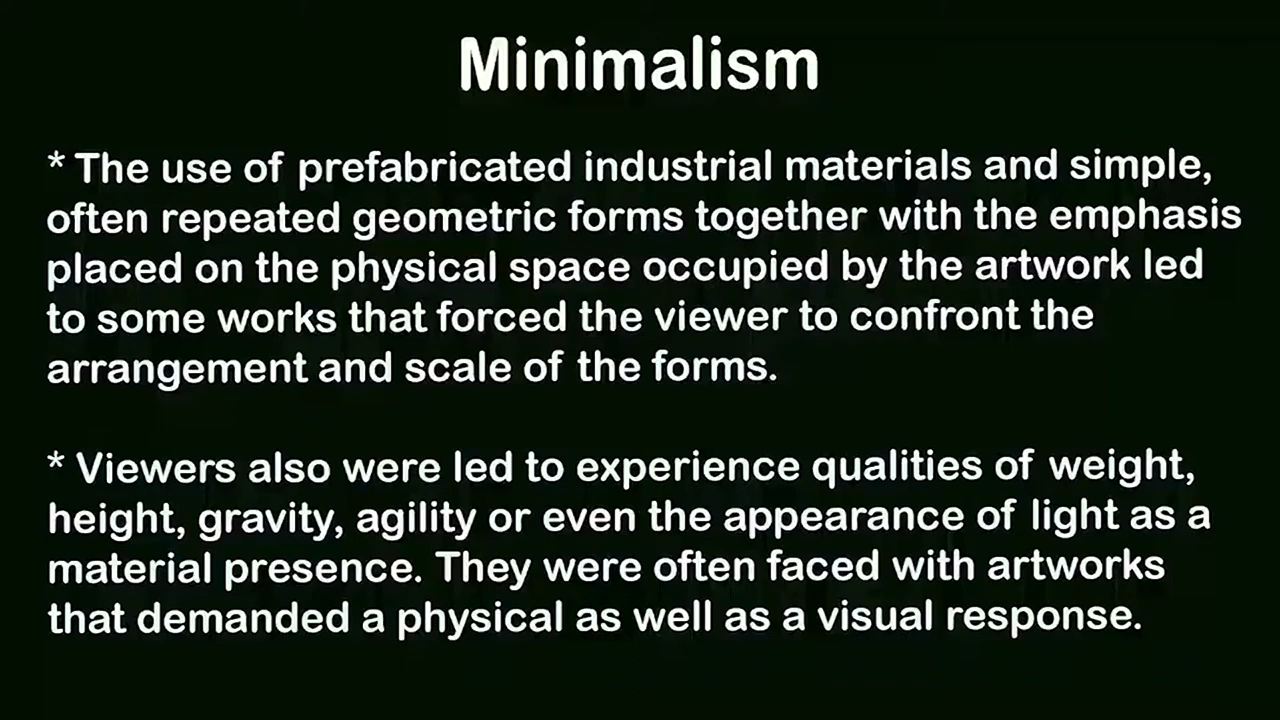 Minimalism
* The use of prefabricated industrial materials and simple,
often repeated geometric forms together with the emphasis
placed on the physical space occupied by the artwork led
to some works that forced the viewer to confront the
arrangement and scale of the forms.
* Viewers also were led to experience qualities of weight,
height, gravity, agility or even the appearance of light as a
material presence. They were often faced with artworks
that demanded a physical as well as a visual response.